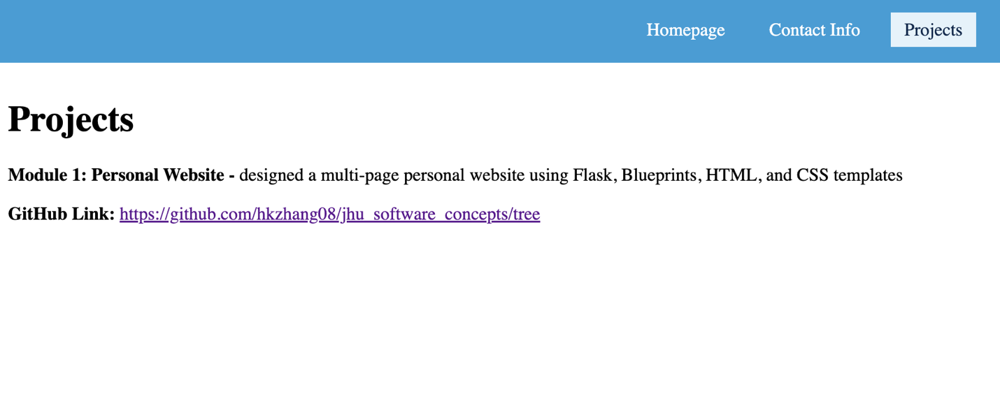 Homepage Contact Info Projects
Projects
Module 1: Personal Website - designed a multi-page personal website using Flask, Blueprints, HTML, and CSS templates
GitHub Link: https://github.com/hkzhang08/jhu_software_concepts/tree